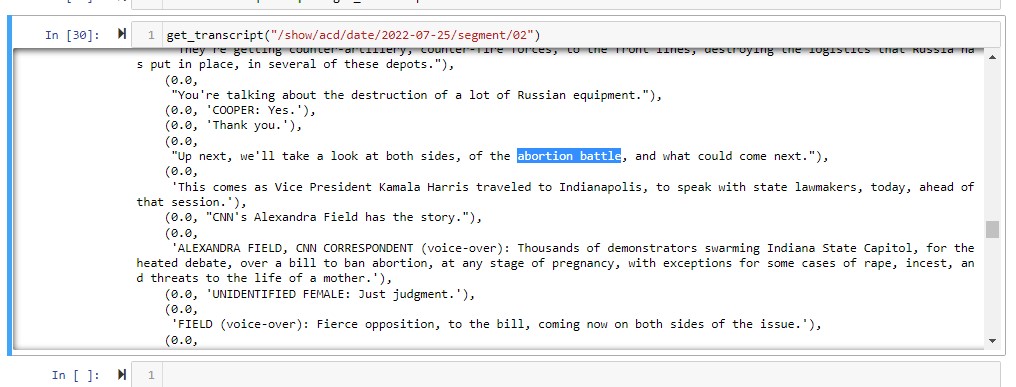 In [30]:
1 get_transcript("/show/acd/date/2022-07-25/segment/02")
They're getting counter-artillery, counter-fire forces, to the front lines, destroying the logistics that Russia ha
s put in place, in several of these depots."),
(0.0,
"You're talking about the destruction of a lot of Russian equipment."),
(0.0, 'COOPER: Yes.'),
(0.0, 'Thank you.'),
(0.0,
"Up next, we'll take a look at both sides, of the abortion battle, and what could come next."),
(0.0,
'This comes as Vice President Kamala Harris traveled to Indianapolis, to speak with state lawmakers, today, ahead of
that session.'),
(0.0, "CNN's Alexandra Field has the story."),
(0.0,
'ALEXANDRA FIELD, CNN CORRESPONDENT (voice-over): Thousands of demonstrators swarming Indiana State Capitol, for the
heated debate, over a bill to ban abortion, at any stage of pregnancy, with exceptions for some cases of rape, incest, an
d threats to the life of a mother.'),
(0.0, 'UNIDENTIFIED FEMALE: Just judgment.'),
(0.0,
'FIELD (voice-over): Fierce opposition, to the bill, coming now on both sides of the issue.'),
(0.0,
In [ ]:
1